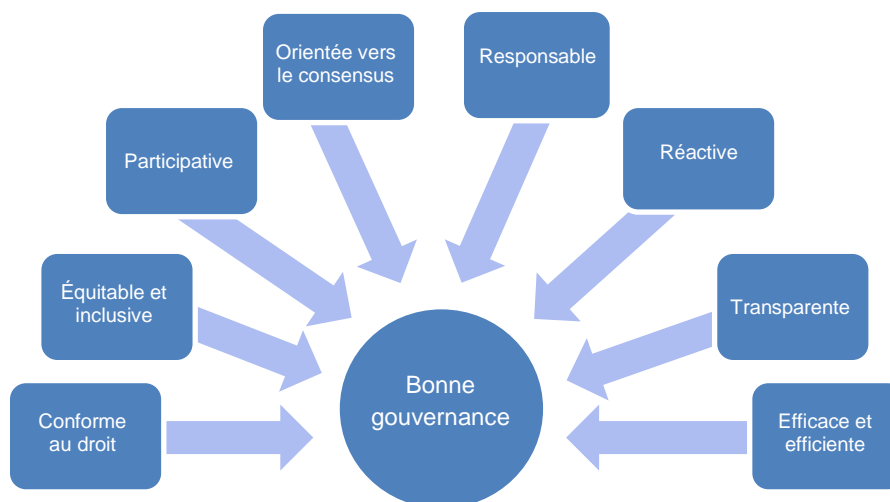 Orientée vers
le consensus
Responsable
Participative
Réactive
Équitable et
inclusive
Transparente
Bonne
gouvernance
Conforme
au droit
Efficace et
efficiente